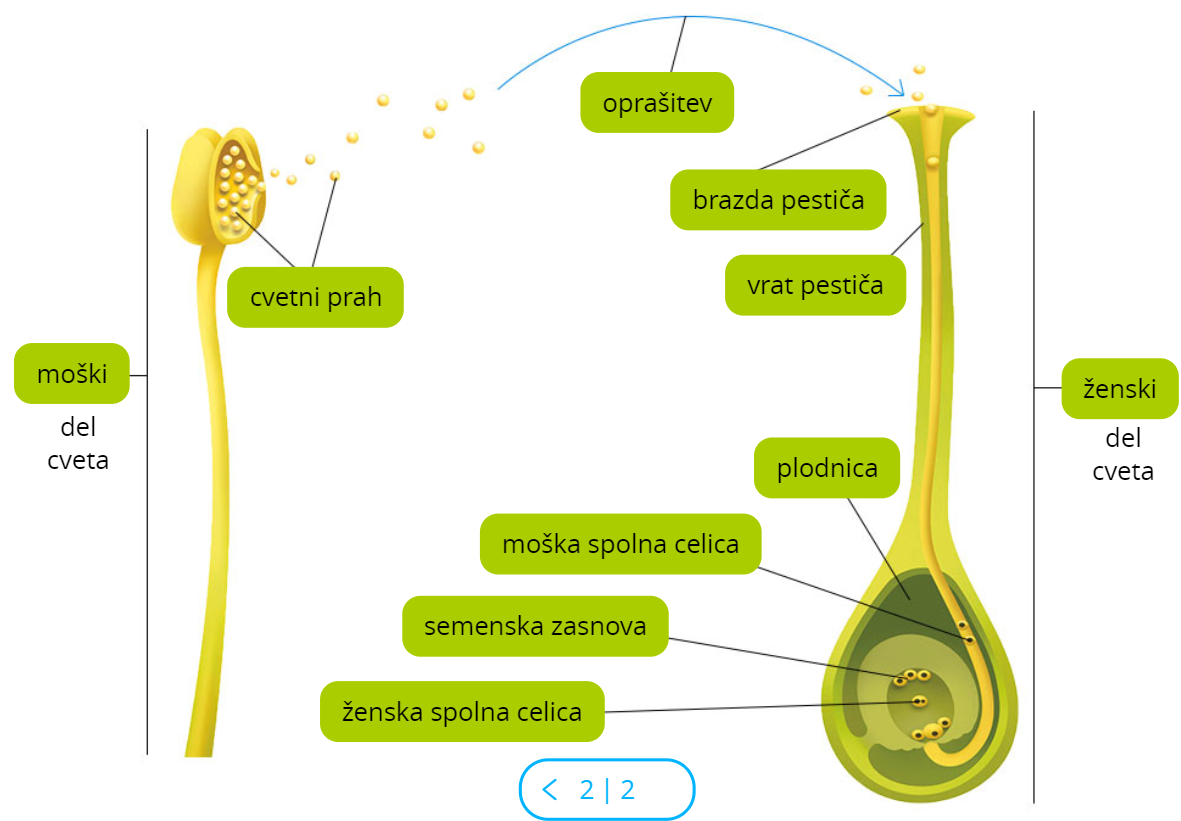 oprašitev
brazda pestiča
vrat pestiča
cvetni prah
moški
del
cveta
ženski
del
cveta
plodnica
moška spolna celica
semenska zasnova
ženska spolna celica
< 2 | 2